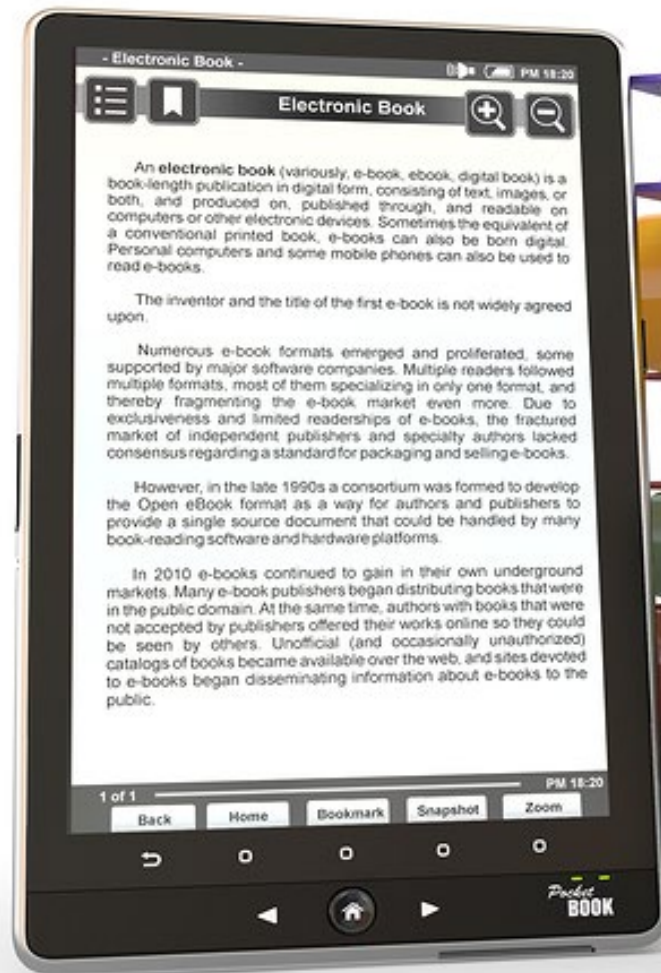 - Electronic Book -
PM 18:20
Electronic Book
An electronic book (variously, e-book, ebook, digital book) is a
book-length publication in digital form, consisting of text, images, or
both, and produced on, published through, and readable on
computers or other electronic devices. Sometimes the equivalent of
a conventional printed book, e-books can also be born digital.
Personal computers and some mobile phones can also be used to
read e-books.
The inventor and the title of the first e-book is not widely agreed
upon.
Numerous e-book formats emerged and proliferated, some
supported by major software companies. Multiple readers followed
multiple formats, most of them specializing in only one format, and
thereby fragmenting the e-book market even more. Due to
exclusiveness and limited readerships of e-books, the fractured
market of independent publishers and specialty authors lacked
consensus regarding a standard for packaging and selling e-books.
However, in the late 1990s a consortium was formed to develop
the Open eBook format as a way for authors and publishers to
provide a single source document that could be handled by many
book-reading software and hardware platforms.
In 2010 e-books continued to gain in their own underground
markets. Many e-book publishers began distributing books that were
in the public domain. At the same time, authors with books that were
not accepted by publishers offered their works online so they could
be seen by others. Unofficial (and occasionally unauthorized)
catalogs of books became available over the web, and sites devoted
to e-books began disseminating information about e-books to the
public.
1 of 1
PM 18:20
Back Home Bookmark Snapshot Zoom
Pocket
BOOK